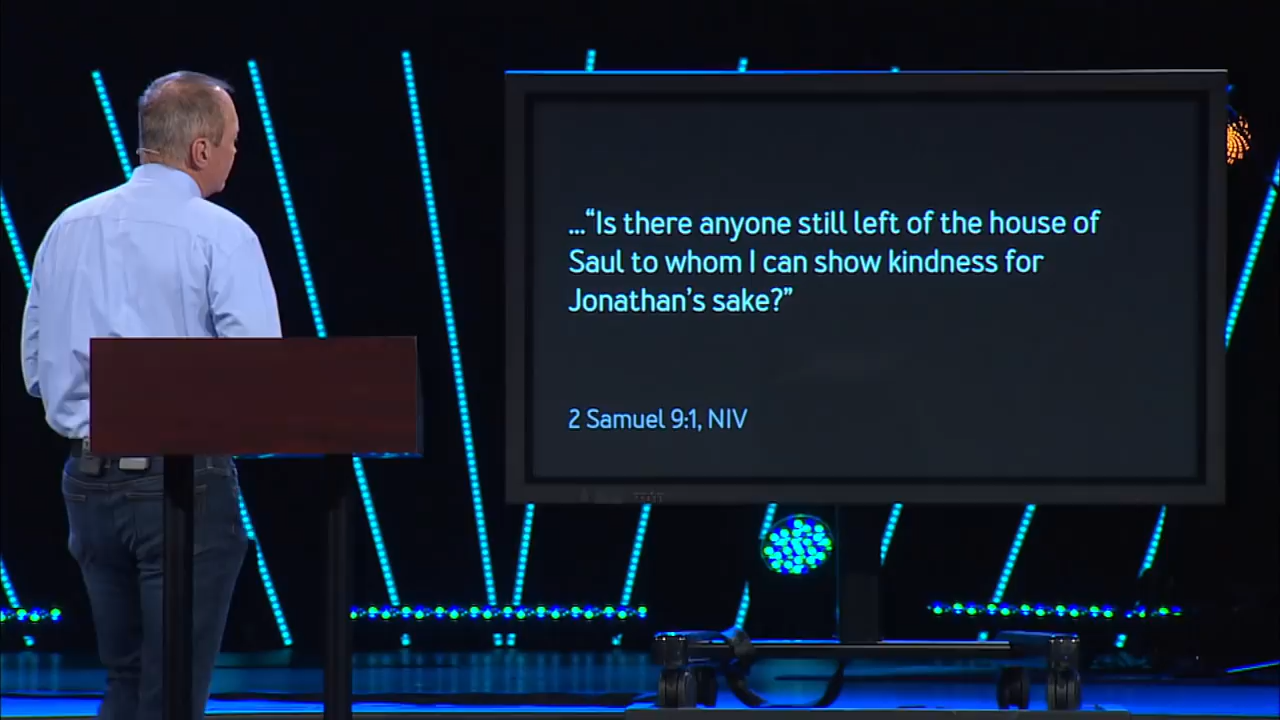 ...“Is there anyone still left of the house of
Saul to whom I can show kindness for
Jonathan’s sake?”
2 Samuel 9:1, NIV